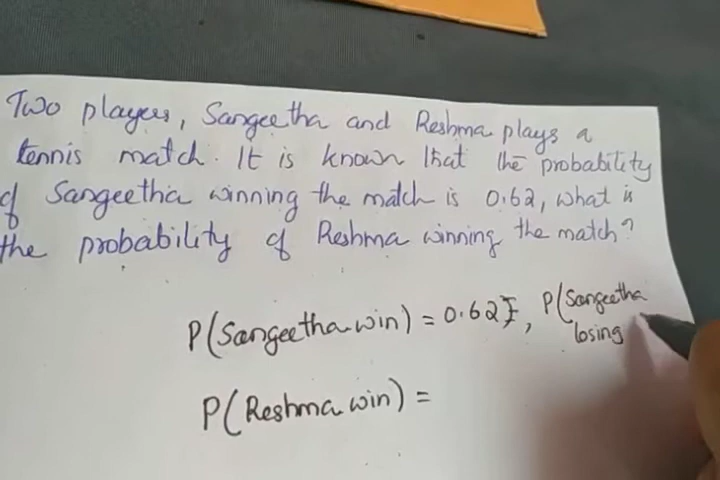 Two players, Sangeetha and Reshma plays a
tennis match. It is known that the probability
of Sangeetha winning the match is 0.62, what is
the probability of Reshma winning the match?
P(Sangeetha win) = 0.62, P(Sangeetha
losing
P(Reshma win) =